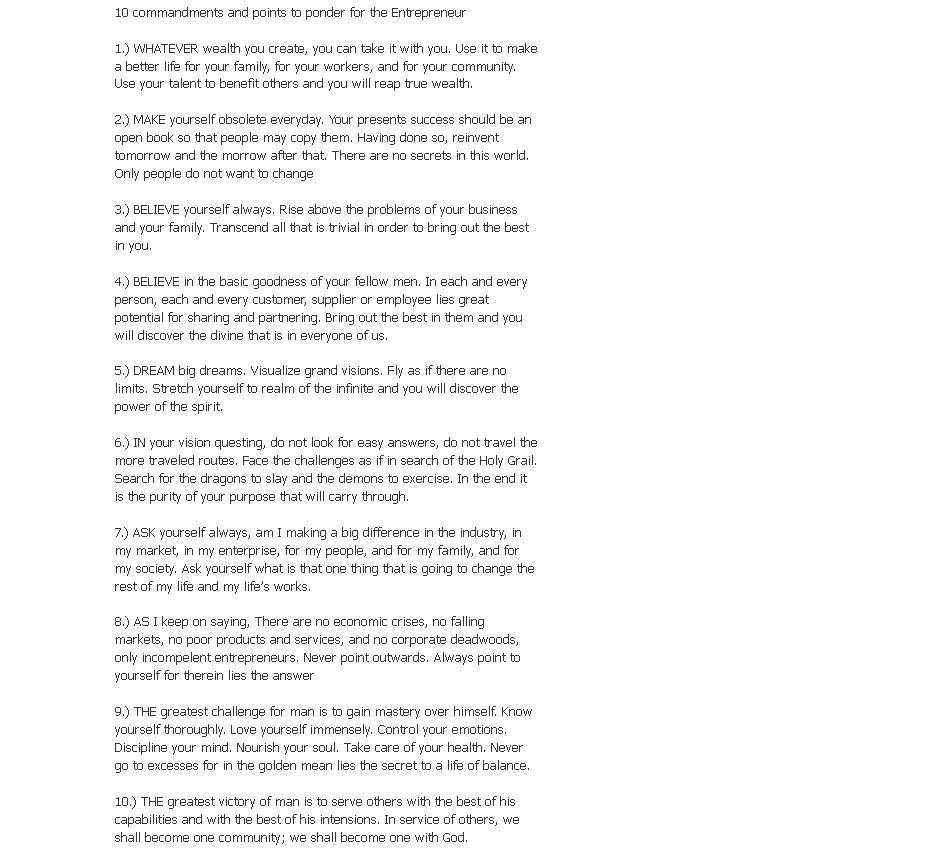 10 commandments and points to ponder for the Entrepreneur
1.) WHATEVER wealth you create, you can take it with you. Use it to make
a better life for your family, for your workers, and for your community.
Use your talent to benefit others and you will reap true wealth.
2.) MAKE yourself obsolete everyday. Your presents success should be an
open book so that people may copy them. Having done so, reinvent
tomorrow and the morrow after that. There are no secrets in this world.
Only people do not want to change
3.) BELIEVE yourself always. Rise above the problems of your business
and your family. Transcend all that is trivial in order to bring out the best
in you.
4.) BELIEVE in the basic goodness of your fellow men. In each and every
person, each and every customer, supplier or employee lies great
potential for sharing and partnering. Bring out the best in them and you
will discover the divine that is in everyone of us.
5.) DREAM big dreams. Visualize grand visions. Fly as if there are no
limits. Stretch yourself to realm of the infinite and you will discover the
power of the spirit.
6.) IN your vision questing, do not look for easy answers, do not travel the
more traveled routes. Face the challenges as if in search of the Holy Grail.
Search for the dragons to slay and the demons to exercise. In the end it
is the purity of your purpose that will carry through.
7.) ASK yourself always, am I making a big difference in the industry, in
my market, in my enterprise, for my people, and for my family, and for
my society. Ask yourself what is that one thing that is going to change the
rest of my life and my life's works.
8.) AS I keep on saying, There are no economic crises, no falling
markets, no poor products and services, and no corporate deadwoods,
only incompelent entrepreneurs. Never point outwards. Always point to
yourself for therein lies the answer
9.) THE greatest challenge for man is to gain mastery over himself. Know
yourself thoroughly. Love yourself immensely. Control your emotions.
Discipline your mind. Nourish your soul. Take care of your health. Never
go to excesses for in the golden mean lies the secret to a life of balance.
10.) THE greatest victory of man is to serve others with the best of his
capabilities and with the best of his intensions. In service of others, we
shall become one community; we shall become one with God.